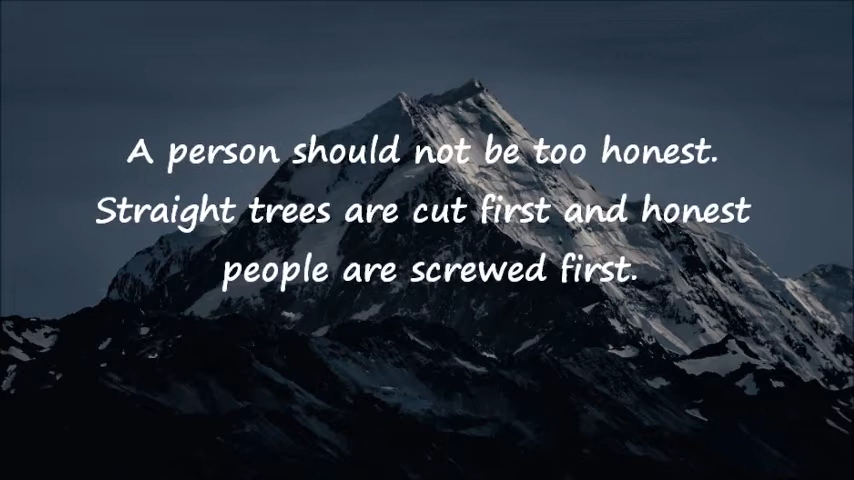 A person should not be too honest.
Straight trees are cut first and honest
people are screwed first.